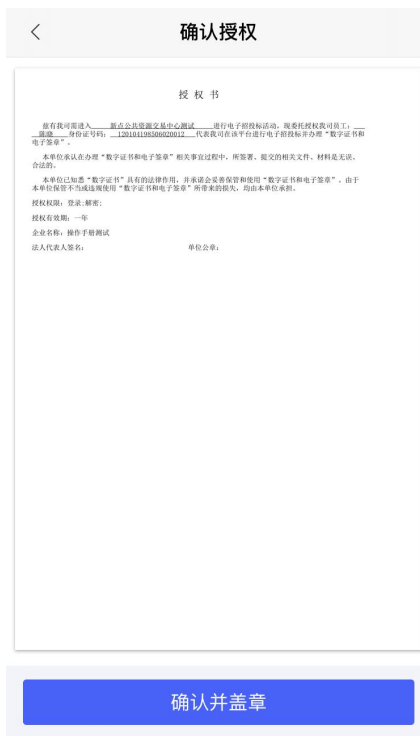 确认授权
授 权 书
兹有我司需进入 新点公共资源交易中心测试 进行电子招投标活动，现委托授权我司员工：
陈晓 身份证号码： 120104198506020012 代表我司在该平台进行电子招投标并办理“数字证书和
电子签章”。
本单位承认在办理“数字证书和电子签章”相关事宜过程中，所签署、提交的相关文件、材料是无误、
合法的。
本单位已知悉“数字证书”具有的法律作用，并承诺会妥善保管和使用“数字证书和电子签章”。由于
本单位保管不当或违规使用“数字证书和电子签章”所带来的损失，均由本单位承担。
授权权限：登录;解密;
授权有效期：一年
企业名称：操作手册测试
法人代表人签名： 单位公章：
确认并盖章